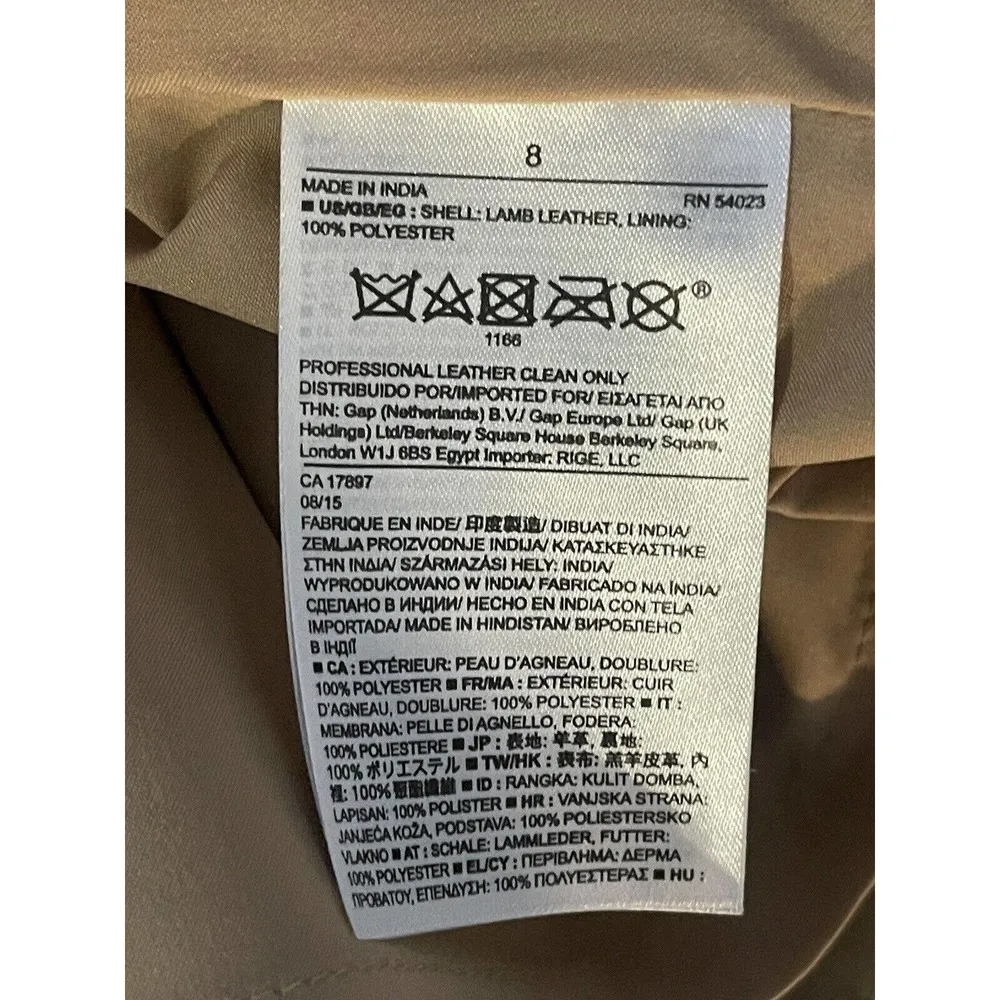 8
MADE IN INDIA RN 54023
■ US/GB/EG : SHELL: LAMB LEATHER, LINING:
100% POLYESTER
®
1166
PROFESSIONAL LEATHER CLEAN ONLY
DISTRIBUIDO POR/IMPORTED FOR/ ΕΙΣΑΓΕΤΑΙ ΑΠΟ
ΤΗΝ: Gap (Netherlands) B.V./ Gap Europe Ltd/ Gap (UK
Holdings) Ltd/Berkeley Square House Berkeley Square,
London W1J 6BS Egypt Importer: RIGE, LLC
CA 17897
08/15
FABRIQUE EN INDE/ 印度製造/ DIBUAT DI INDIA/
ZEMLJA PROIZVODNJE INDIJA/ ΚΑΤΑΣΚΕΥΑΣΤΗΚΕ
ΣΤΗΝ ΙΝΔΙΑ/ SZÁRMAZÁSI HELY: INDIA/
WYPRODUKOWANO W INDIA/ FABRICADO NA ÍNDIA/
СДЕЛАНО В ИНДИИ/ HECHO EN INDIA CON TELA
IMPORTADA/ MADE IN HINDISTAN/ ВИРОБЛЕНО
В ІНДІЇ
■ CA : EXTÉRIEUR: PEAU D'AGNEAU, DOUBLURE:
100% POLYESTER ■ FR/MA : EXTÉRIEUR: CUIR
D'AGNEAU, DOUBLURE: 100% POLYESTER ■ IT :
MEMBRANA: PELLE DI AGNELLO, FODERA:
100% POLIESTERE ■ JP : 表地: 羊革, 裏地:
100% ポリエステル ■ TW/HK : 表布: 羔羊皮革, 內
裡: 100% 聚酯纖維 ■ ID : RANGKA: KULIT DOMBA,
LAPISAN: 100% POLISTER ■ HR : VANJSKA STRANA:
JANJEĆA KOŽA, PODSTAVA: 100% POLIESTERSKO
VLAKNO ■ AT : SCHALE: LAMMLEDER, FUTTER:
100% POLYESTER ■ EL/CY : ΠΕΡΙΒΛΗΜΑ: ΔΕΡΜΑ
ΠΡΟΒΑΤΟΥ, ΕΠΕΝΔΥΣΗ: 100% ΠΟΛΥΕΣΤΕΡΑΣ ■ HU :